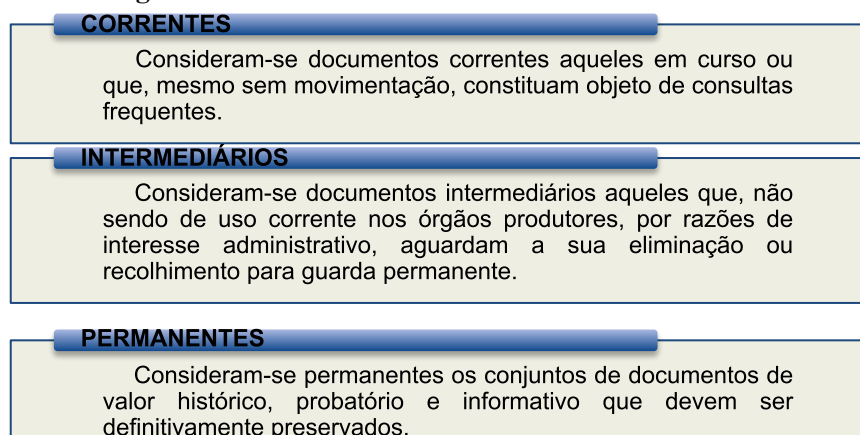 CORRENTES
Consideram-se documentos correntes aqueles em curso ou
que, mesmo sem movimentação, constituam objeto de consultas
frequentes.
INTERMEDIÁRIOS
Consideram-se documentos intermediários aqueles que, não
sendo de uso corrente nos órgãos produtores, por razões de
interesse administrativo, aguardam a sua eliminação ou
recolhimento para guarda permanente.
PERMANENTES
Consideram-se permanentes os conjuntos de documentos de
valor histórico, probatório e informativo que devem ser
definitivamente preservados.